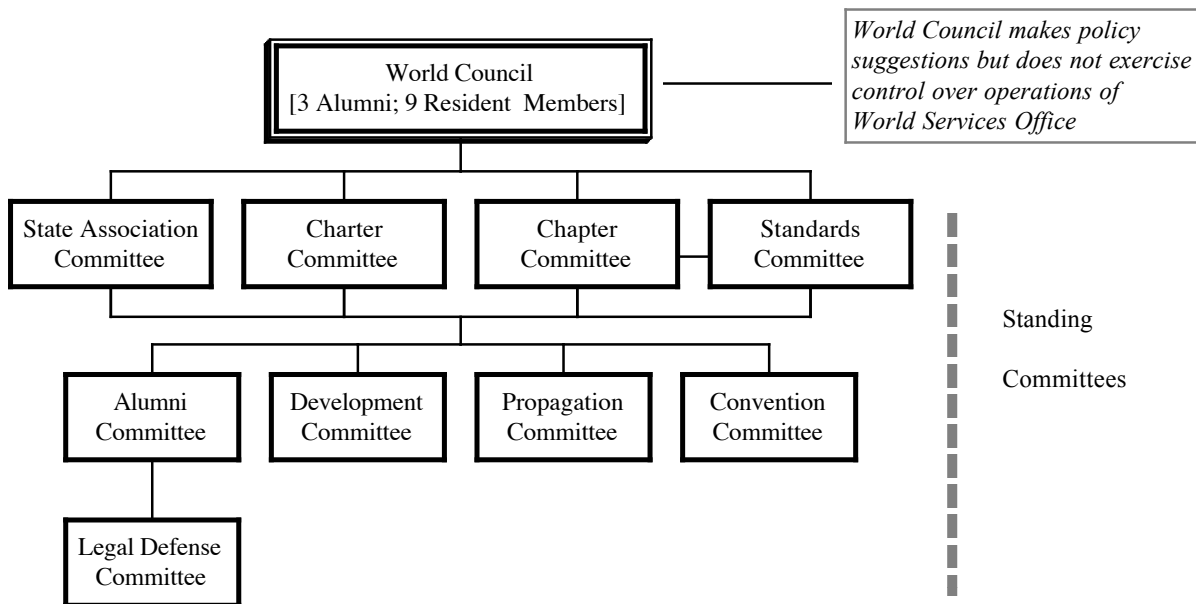 World Council
[3 Alumni; 9 Resident Members]
World Council makes policy
suggestions but does not exercise
control over operations of
World Services Office
State Association
Committee
Charter
Committee
Chapter
Committee
Standards
Committee
Standing
Committees
Alumni
Committee
Development
Committee
Propagation
Committee
Convention
Committee
Legal Defense
Committee